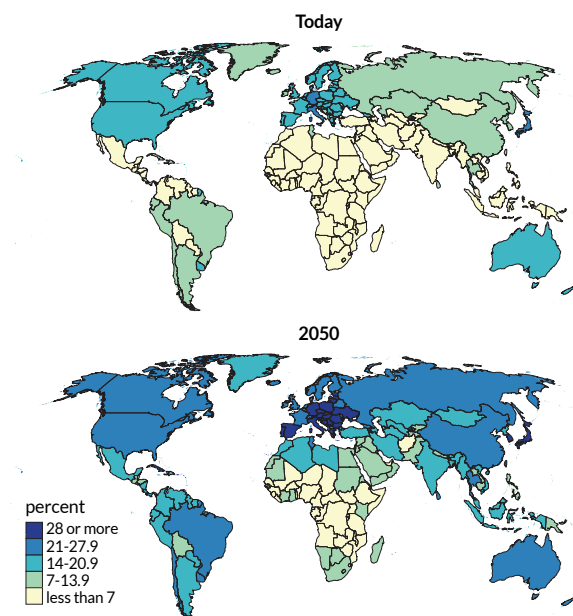 Today
2050
percent
28 or more
21-27.9
14-20.9
7-13.9
less than 7